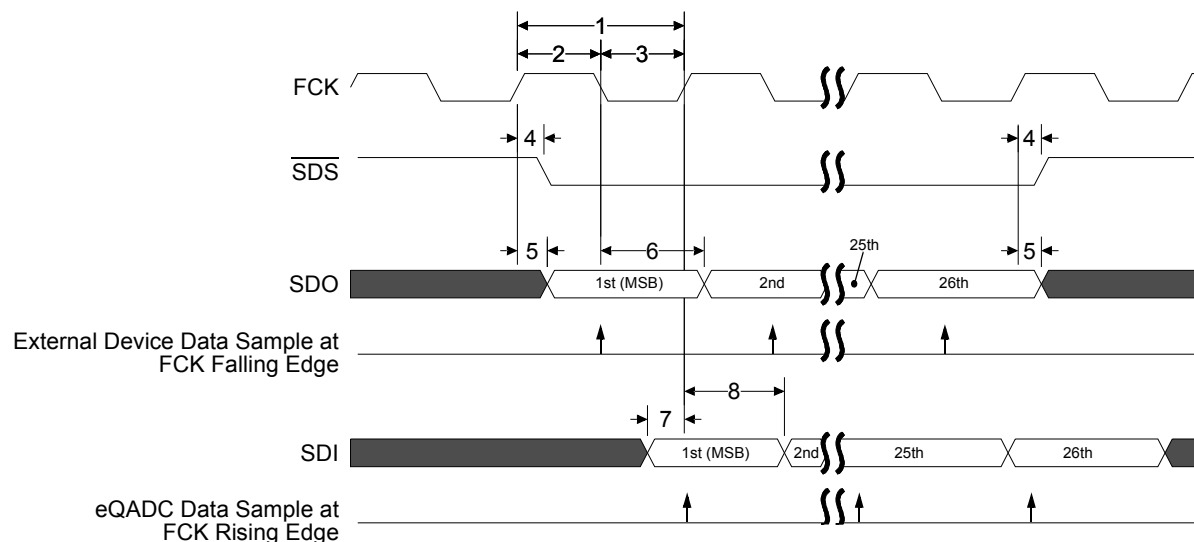 1
2
3
FCK
4
4
SDS
5
6
25th
5
SDO
1st (MSB)
2nd
26th
External Device Data Sample at
FCK Falling Edge
8
7
SDI
1st (MSB)
2nd
25th
26th
eQADC Data Sample at
FCK Rising Edge